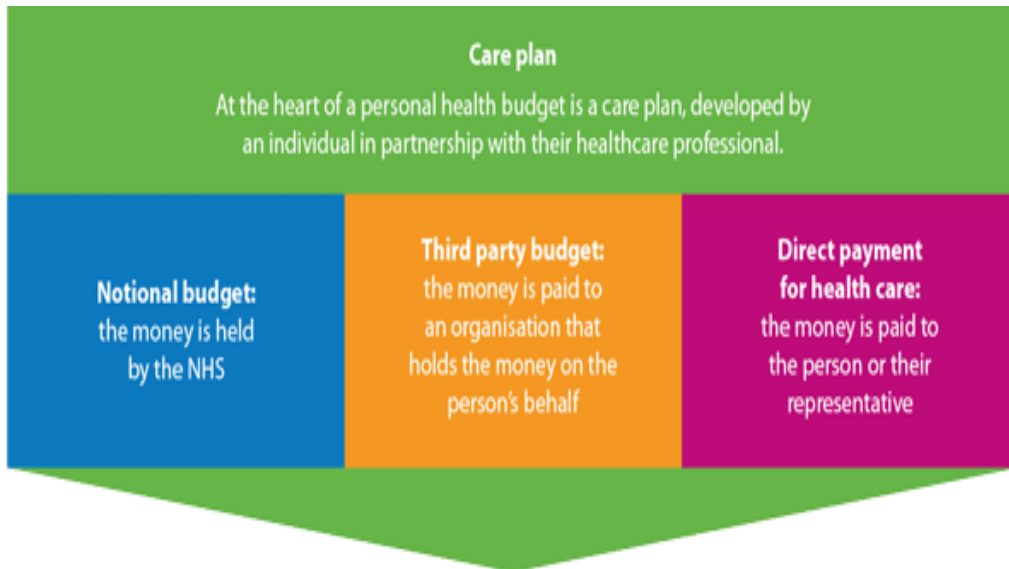 Care plan
At the heart of a personal health budget is a care plan, developed by
an individual in partnership with their healthcare professional.
Notional budget:
the money is held
by the NHS
Third party budget:
the money is paid to
an organisation that
holds the money on the
person's behalf
Direct payment
for health care:
the money is paid to
the person or their
representative